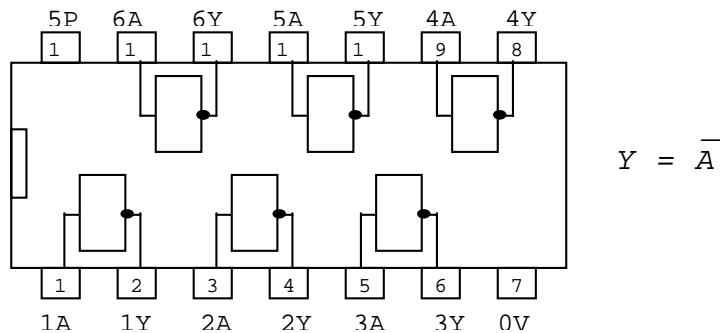 5P 6A 6Y 5A 5Y 4A 4Y
1 1 1 1 1 9 8
Y = A̅
1 2 3 4 5 6 7
1A 1Y 2A 2Y 3A 3Y 0V